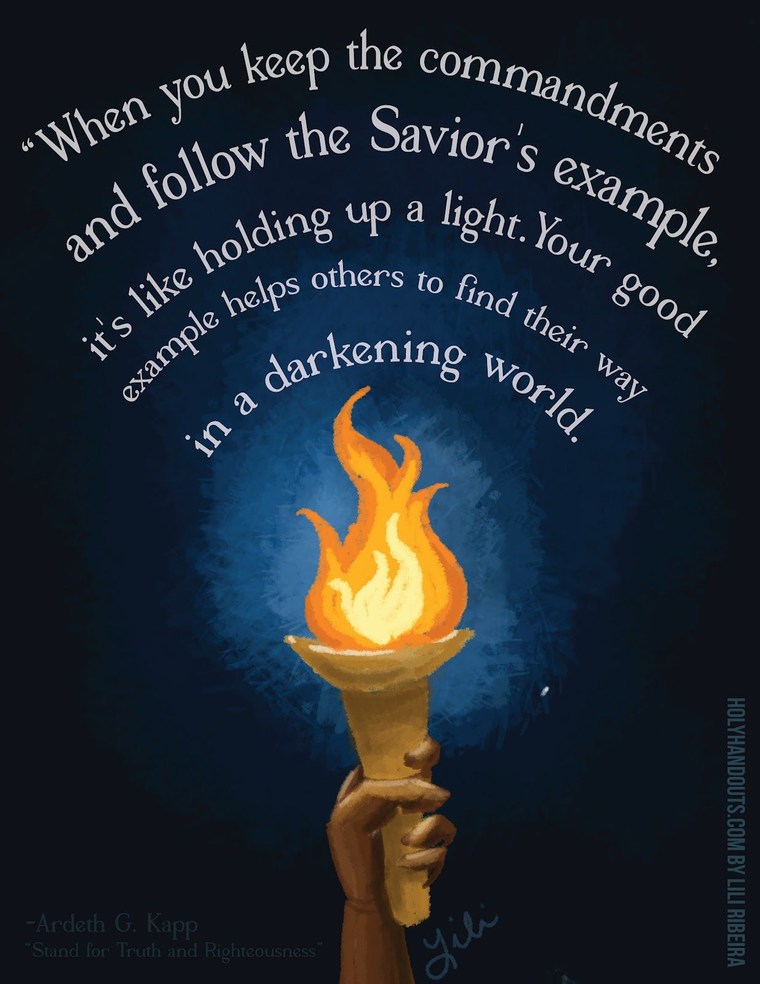 “When you keep the commandments
and follow the Savior's example,
it's like holding up a light. Your good
example helps others to find their way
in a darkening world.
-Ardeth G. Kapp
“Stand for Truth and Righteousness”
Lili
HOLYHANDOUTS.COM BY LILI RIBEIRA